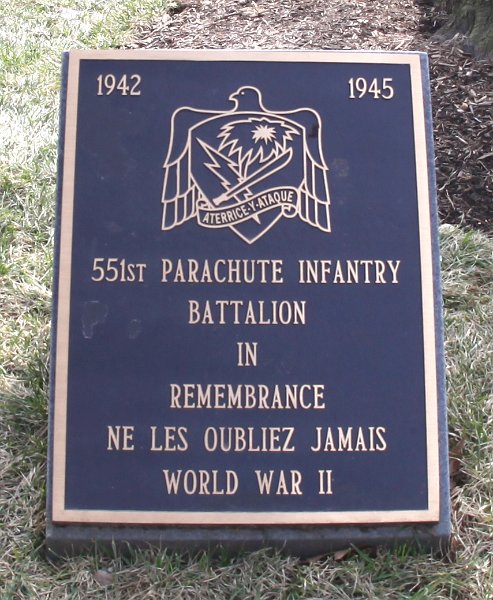 1942 1945
ATERRICE·Y·ATAQUE
551ST PARACHUTE INFANTRY
BATTALION
IN
REMEMBRANCE
NE LES OUBLIEZ JAMAIS
WORLD WAR II